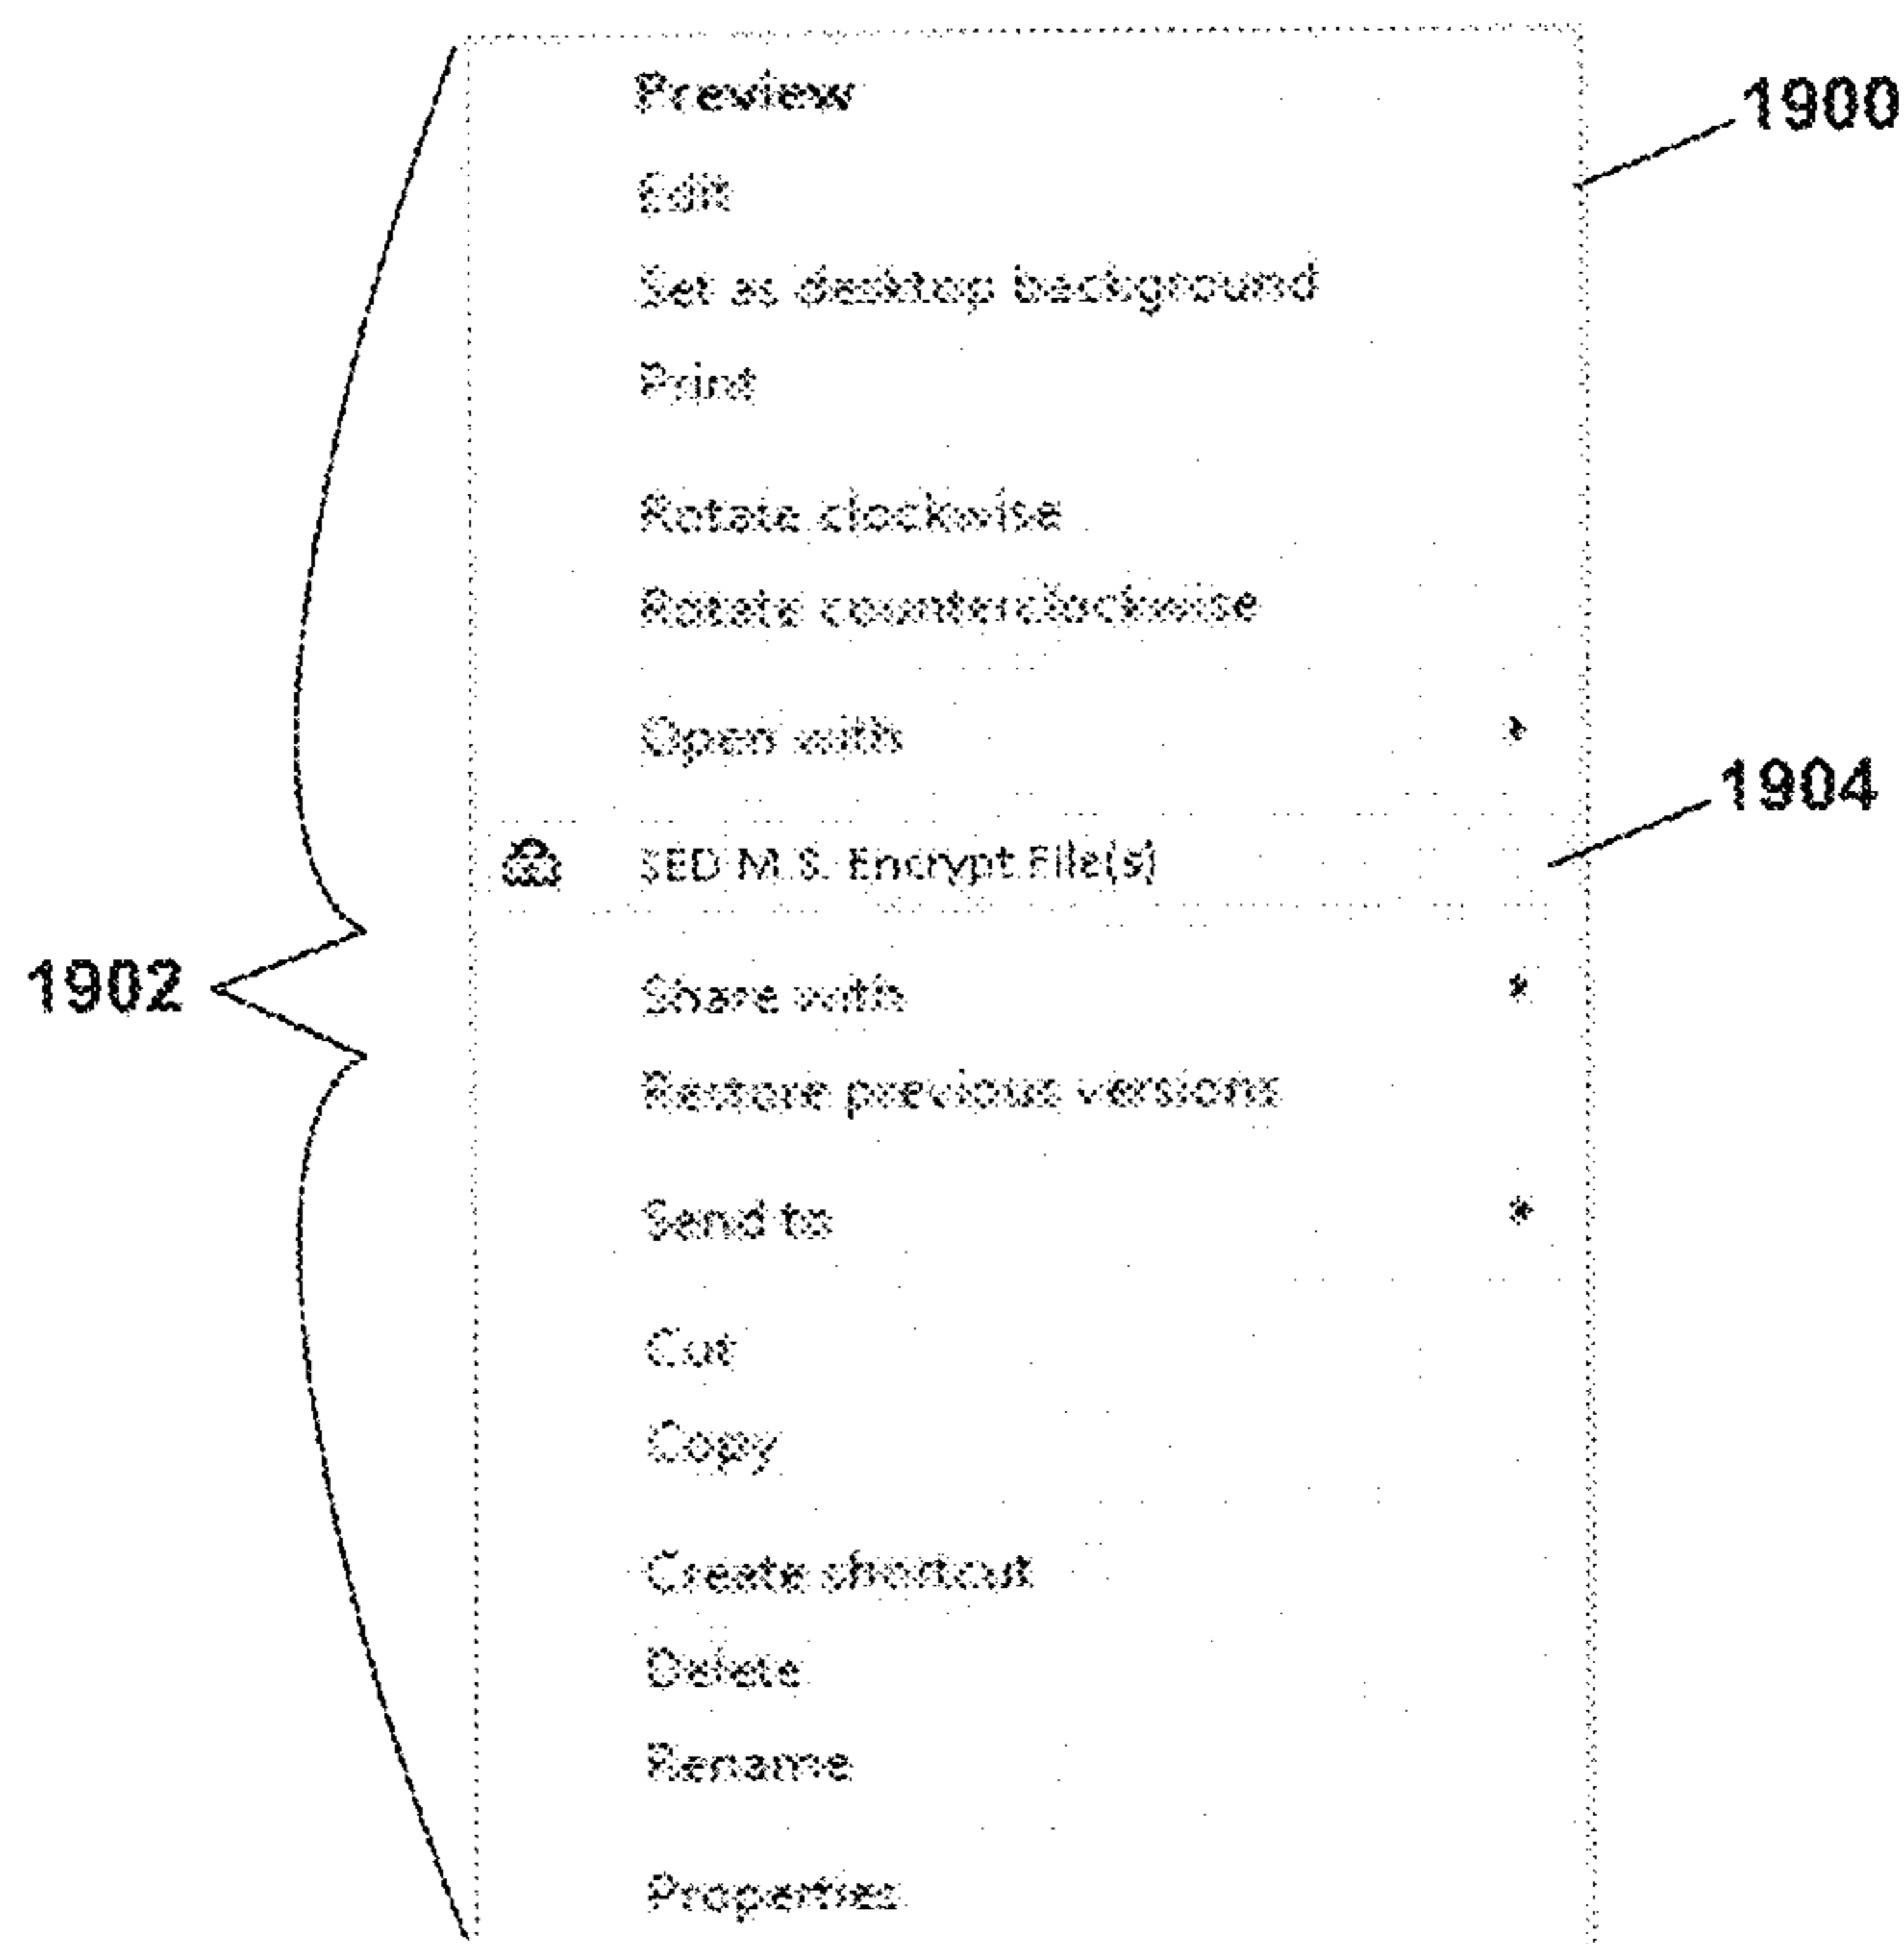 Preview
1900
Edit
Set as desktop background
Print
Rotate clockwise
Rotate counterclockwise
Open with
1904
SED M.S. Encrypt File(s)
1902
Share with
Restore previous versions
Send to
Cut
Copy
Create shortcut
Delete
Rename
Properties